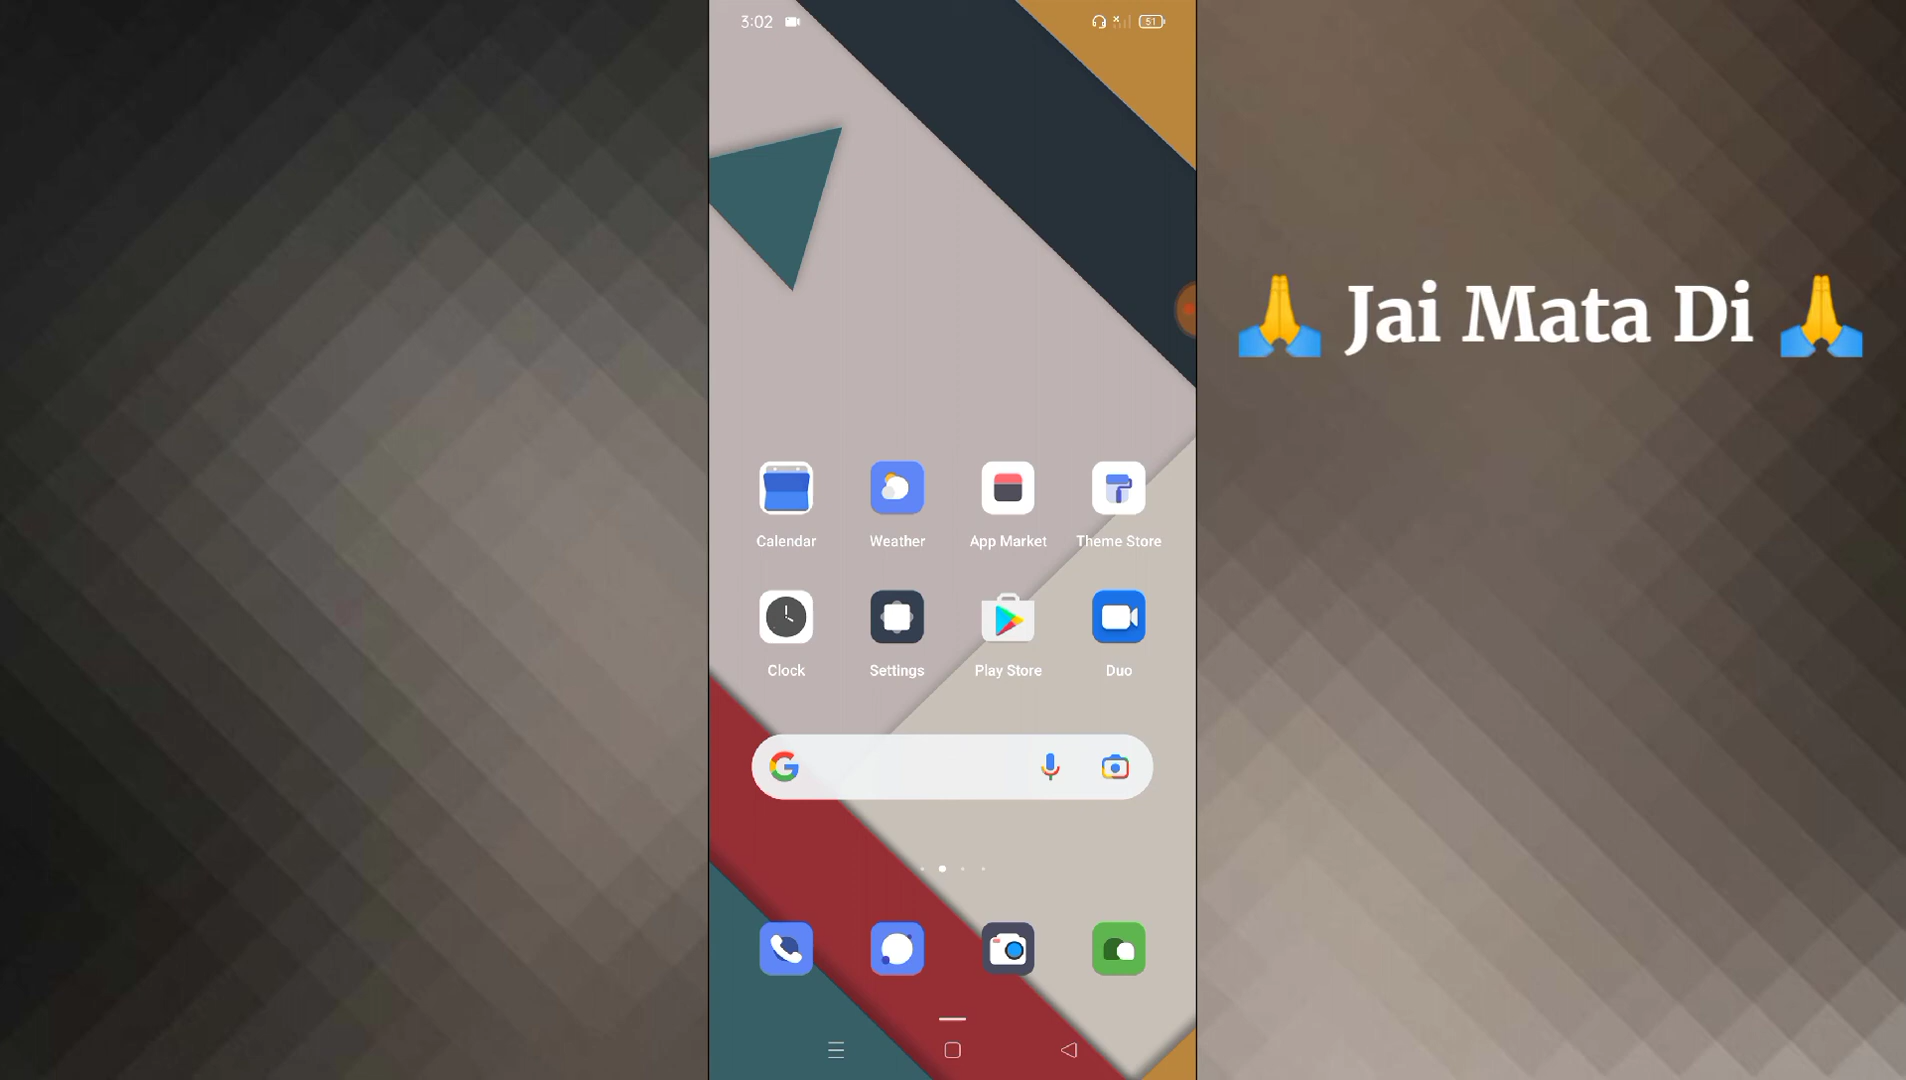 3:02
51
🙏 Jai Mata Di 🙏
Calendar
Weather
App Market
Theme Store
Clock
Settings
Play Store
Duo